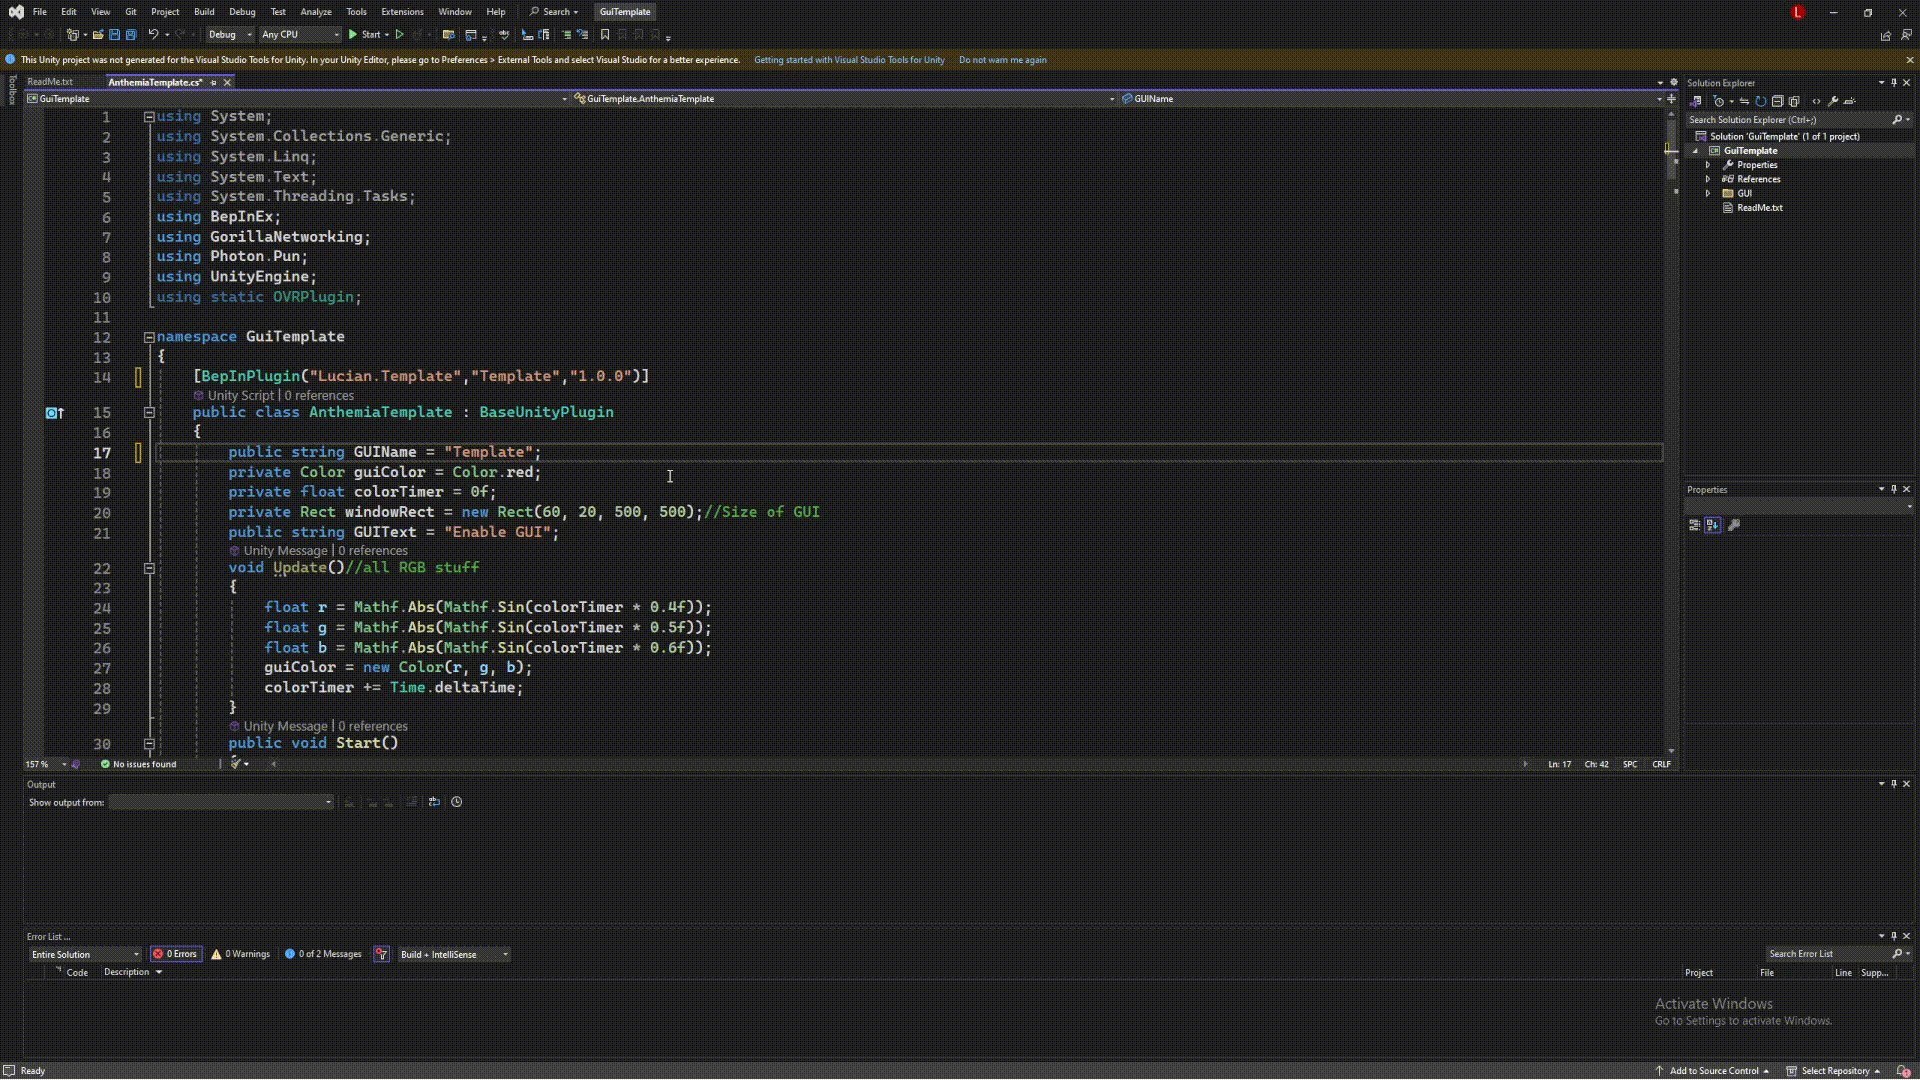 File Edit View Git Project Build Debug Test Analyze Tools Extensions Window Help Search GuiTemplate L
Debug Any CPU Start
This Unity project was not generated for the Visual Studio Tools for Unity. In your Unity Editor, please go to Preferences > External Tools and select Visual Studio for a better experience. Getting started with Visual Studio Tools for Unity Do not warn me again
Toolbox
ReadMe.txt AnthemiaTemplate.cs*
GuiTemplate GuiTemplate.AnthemiaTemplate GUIName
1 using System;
2 using System.Collections.Generic;
3 using System.Linq;
4 using System.Text;
5 using System.Threading.Tasks;
6 using BepInEx;
7 using GorillaNetworking;
8 using Photon.Pun;
9 using UnityEngine;
10 using static OVRPlugin;
11
12 namespace GuiTemplate
13 {
14 [BepInPlugin("Lucian.Template","Template","1.0.0")]
Unity Script | 0 references
15 public class AnthemiaTemplate : BaseUnityPlugin
16 {
17 public string GUIName = "Template";
18 private Color guiColor = Color.red;
19 private float colorTimer = 0f;
20 private Rect windowRect = new Rect(60, 20, 500, 500);//Size of GUI
21 public string GUIText = "Enable GUI";
Unity Message | 0 references
22 void Update()//all RGB stuff
23 {
24 float r = Mathf.Abs(Mathf.Sin(colorTimer * 0.4f));
25 float g = Mathf.Abs(Mathf.Sin(colorTimer * 0.5f));
26 float b = Mathf.Abs(Mathf.Sin(colorTimer * 0.6f));
27 guiColor = new Color(r, g, b);
28 colorTimer += Time.deltaTime;
29 }
Unity Message | 0 references
30 public void Start()
157 % No issues found Ln: 17 Ch: 42 SPC CRLF
Solution Explorer
Search Solution Explorer (Ctrl+;)
Solution 'GuiTemplate' (1 of 1 project)
GuiTemplate
Properties
References
GUI
ReadMe.txt
Properties
Output
Show output from:
Error List ...
Entire Solution 0 Errors 0 Warnings 0 of 2 Messages Build + IntelliSense Search Error List
Code Description Project File Line Supp...
Activate Windows
Go to Settings to activate Windows.
Ready Add to Source Control Select Repository